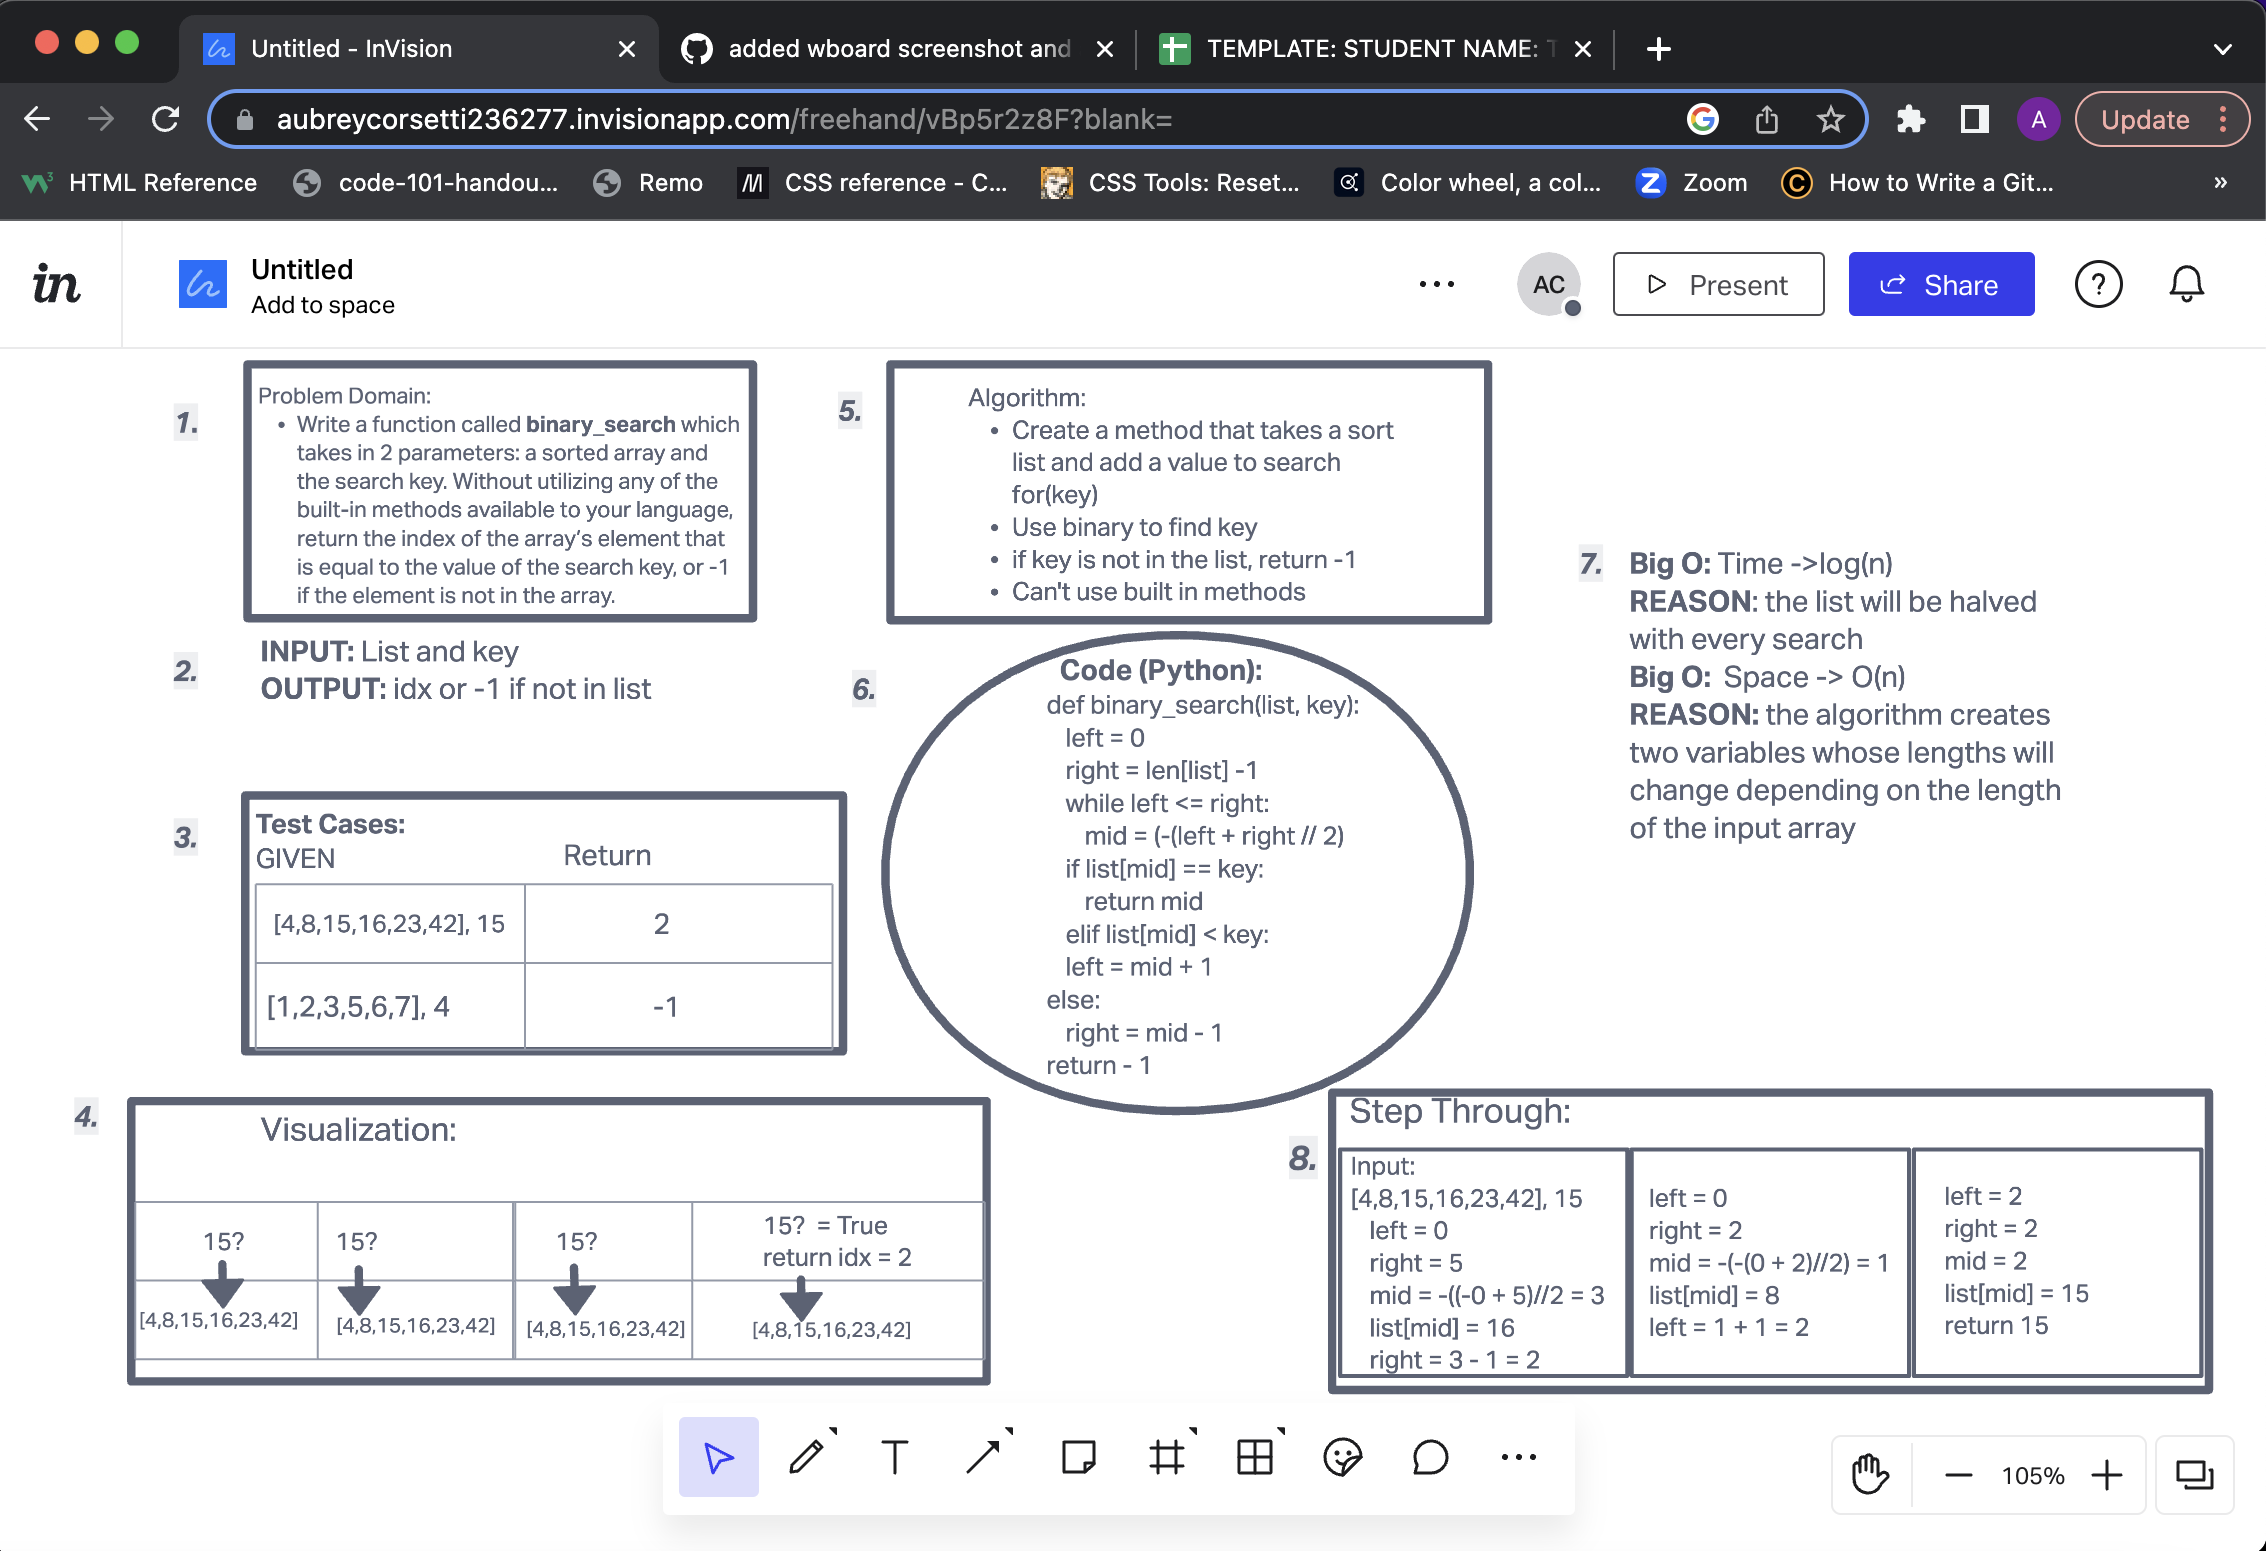 Untitled - InVision
added wboard screenshot and
TEMPLATE: STUDENT NAME: T
aubreycorsetti236277.invisionapp.com/freehand/vBp5r2z8F?blank=
A
Update
HTML Reference
code-101-handou...
Remo
CSS reference - C...
CSS Tools: Reset...
Color wheel, a col...
Zoom
How to Write a Git...
»
in
Untitled
Add to space
AC
Present
Share
?
1.
Problem Domain:
• Write a function called binary_search which
takes in 2 parameters: a sorted array and
the search key. Without utilizing any of the
built-in methods available to your language,
return the index of the array's element that
is equal to the value of the search key, or -1
if the element is not in the array.
2.
INPUT: List and key
OUTPUT: idx or -1 if not in list
3.
Test Cases:
GIVEN
Return
[4,8,15,16,23,42], 15
2
[1,2,3,5,6,7], 4
-1
4.
Visualization:
15?
15?
15?
15?  = True
return idx = 2
[4,8,15,16,23,42]
[4,8,15,16,23,42]
[4,8,15,16,23,42]
[4,8,15,16,23,42]
5.
Algorithm:
• Create a method that takes a sort
list and add a value to search
for(key)
• Use binary to find key
• if key is not in the list, return -1
• Can't use built in methods
6.
Code (Python):
def binary_search(list, key):
left = 0
right = len[list] -1
while left <= right:
mid = (-(left + right // 2)
if list[mid] == key:
return mid
elif list[mid] < key:
left = mid + 1
else:
right = mid - 1
return - 1
7.
Big O: Time ->log(n)
REASON: the list will be halved
with every search
Big O:  Space -> O(n)
REASON: the algorithm creates
two variables whose lengths will
change depending on the length
of the input array
8.
Step Through:
Input:
[4,8,15,16,23,42], 15
left = 0
right = 5
mid = -((-0 + 5)//2 = 3
list[mid] = 16
right = 3 - 1 = 2
left = 0
right = 2
mid = -(-(0 + 2)//2) = 1
list[mid] = 8
left = 1 + 1 = 2
left = 2
right = 2
mid = 2
list[mid] = 15
return 15
T
105%